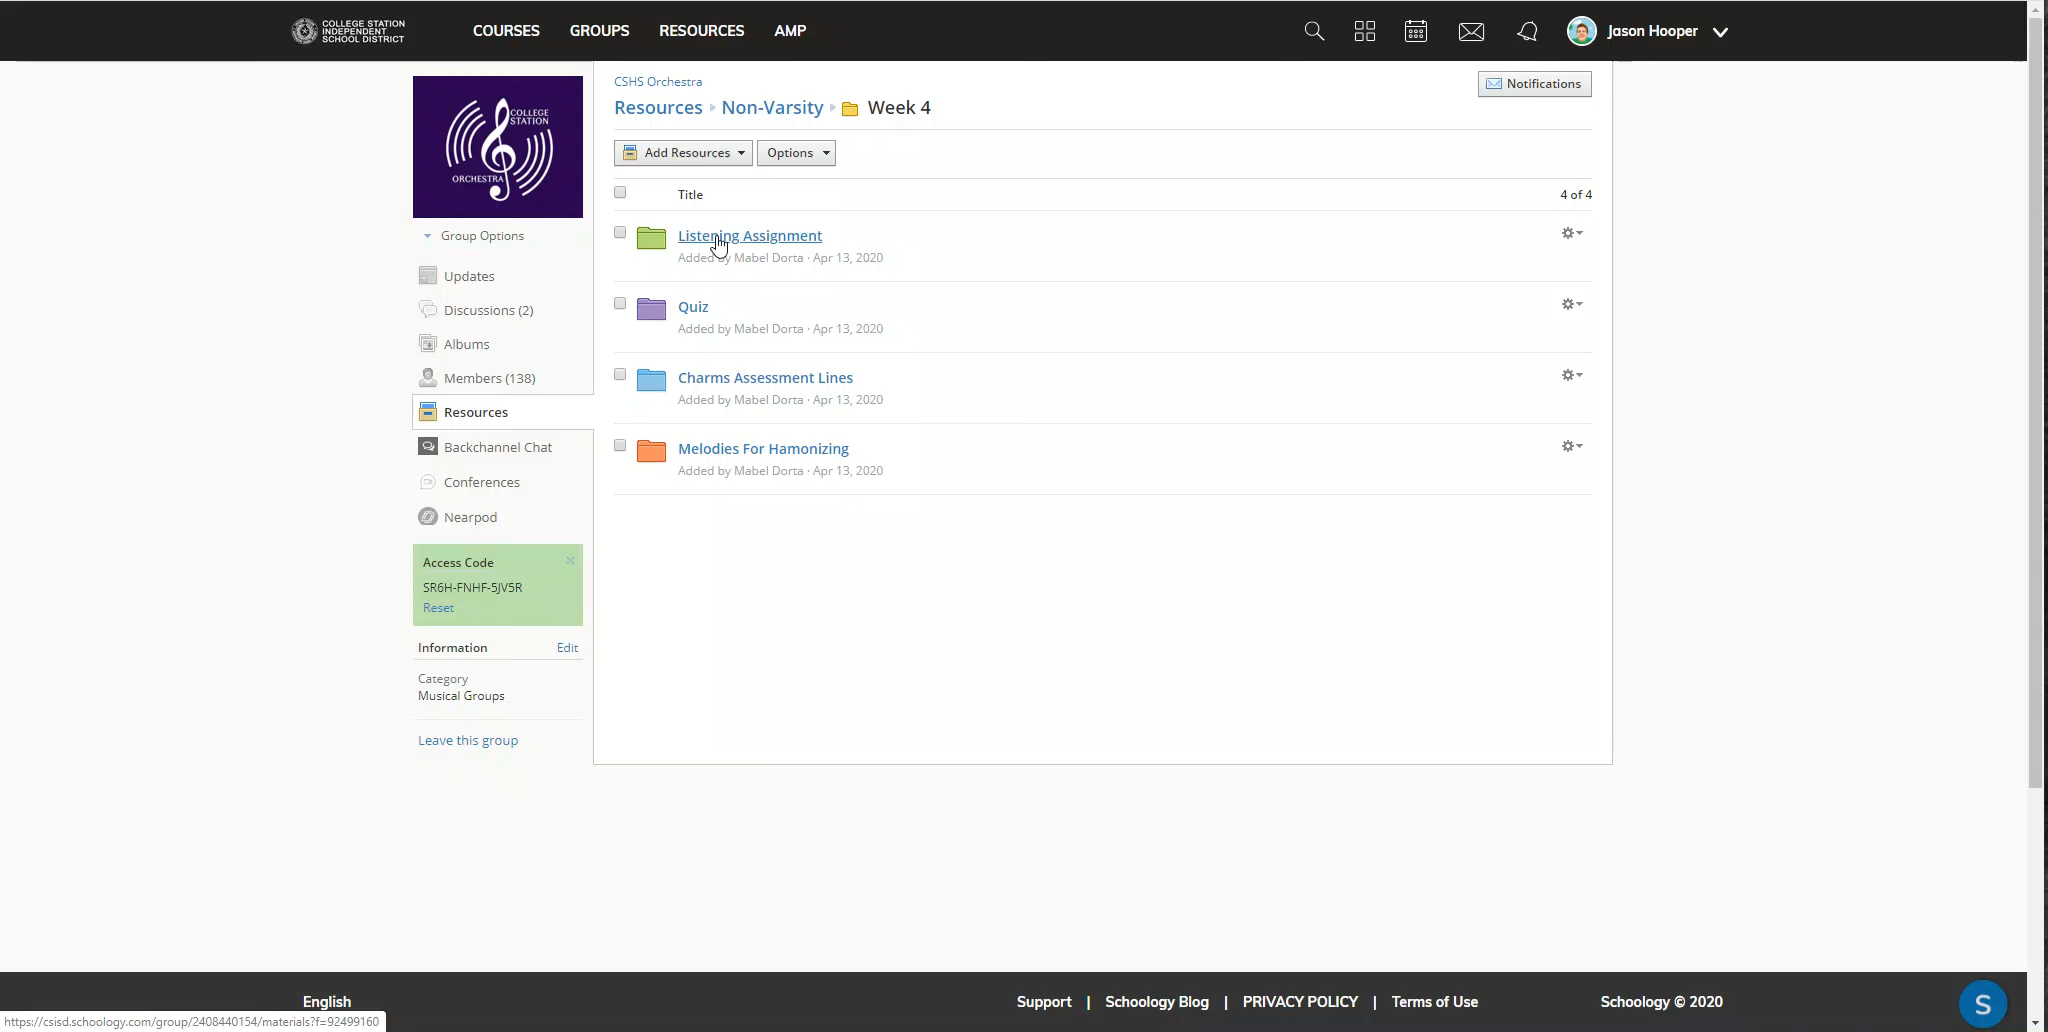 COLLEGE STATION
INDEPENDENT
SCHOOL DISTRICT
COURSES
GROUPS
RESOURCES
AMP
Jason Hooper
COLLEGE
STATION
ORCHESTRA
Group Options
Updates
Discussions (2)
Albums
Members (138)
Resources
Backchannel Chat
Conferences
Nearpod
Access Code
SR6H-FNHF-5JV5R
Reset
Information Edit
Category
Musical Groups
Leave this group
CSHS Orchestra
Notifications
Resources Non-Varsity Week 4
Add Resources Options
Title 4 of 4
Listening Assignment
Added by Mabel Dorta · Apr 13, 2020
Quiz
Added by Mabel Dorta · Apr 13, 2020
Charms Assessment Lines
Added by Mabel Dorta · Apr 13, 2020
Melodies For Hamonizing
Added by Mabel Dorta · Apr 13, 2020
English
Support | Schoology Blog | PRIVACY POLICY | Terms of Use
Schoology © 2020
S
https://csisd.schoology.com/group/2408440154/materials?f=92499160